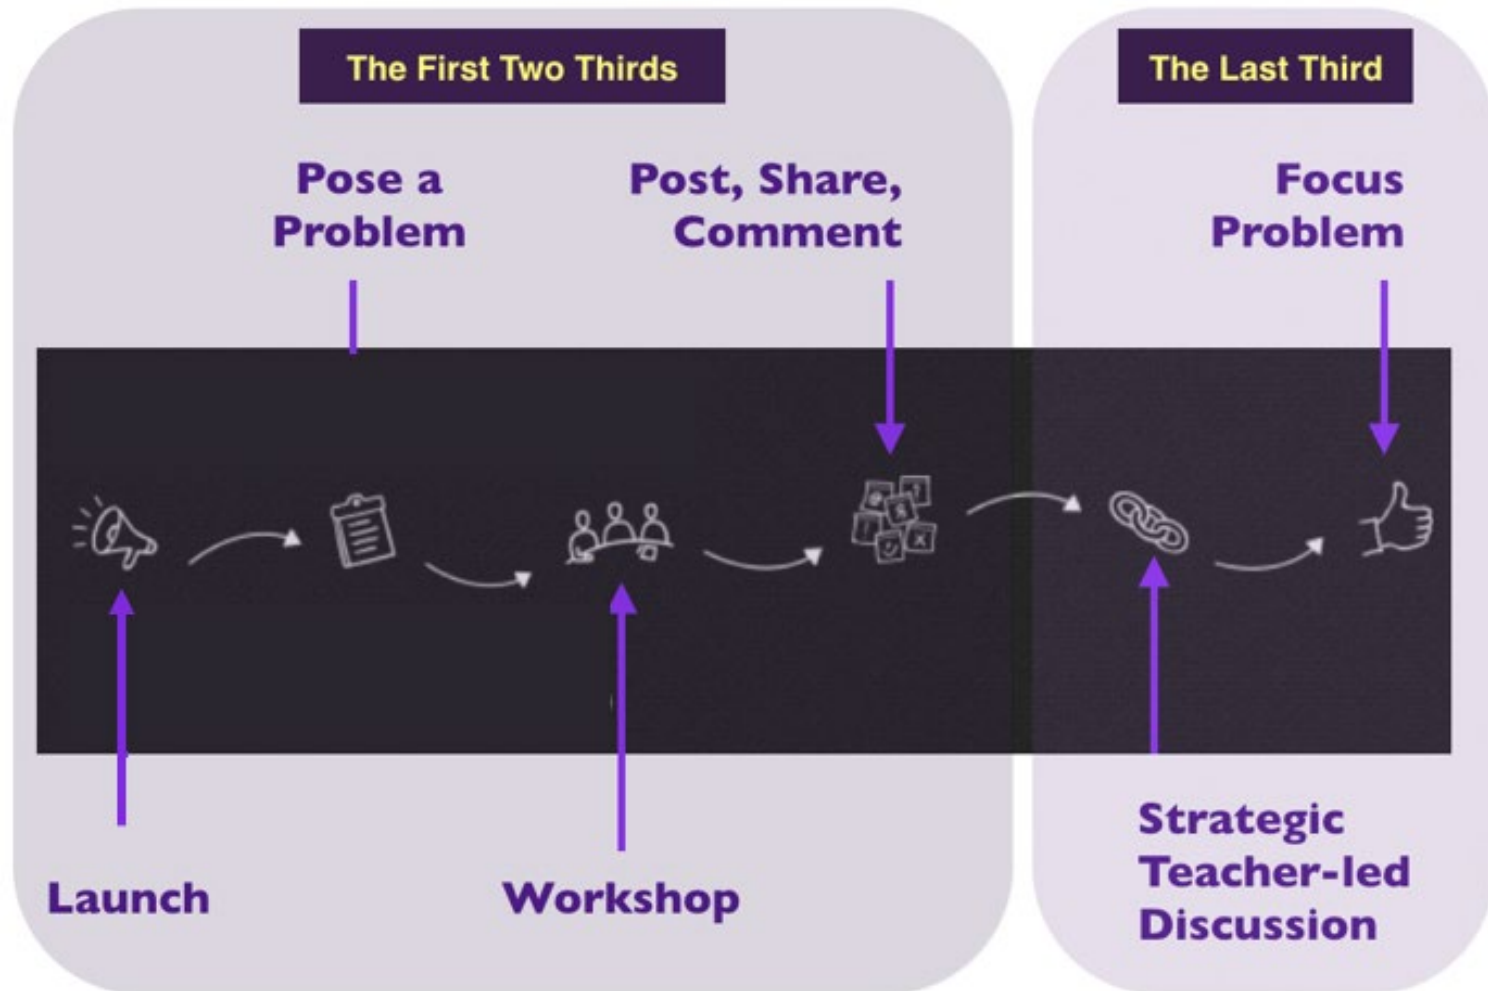 The First Two Thirds
The Last Third
Pose a
Problem
Post, Share,
Comment
Focus
Problem
Launch
Workshop
Strategic
Teacher-led
Discussion